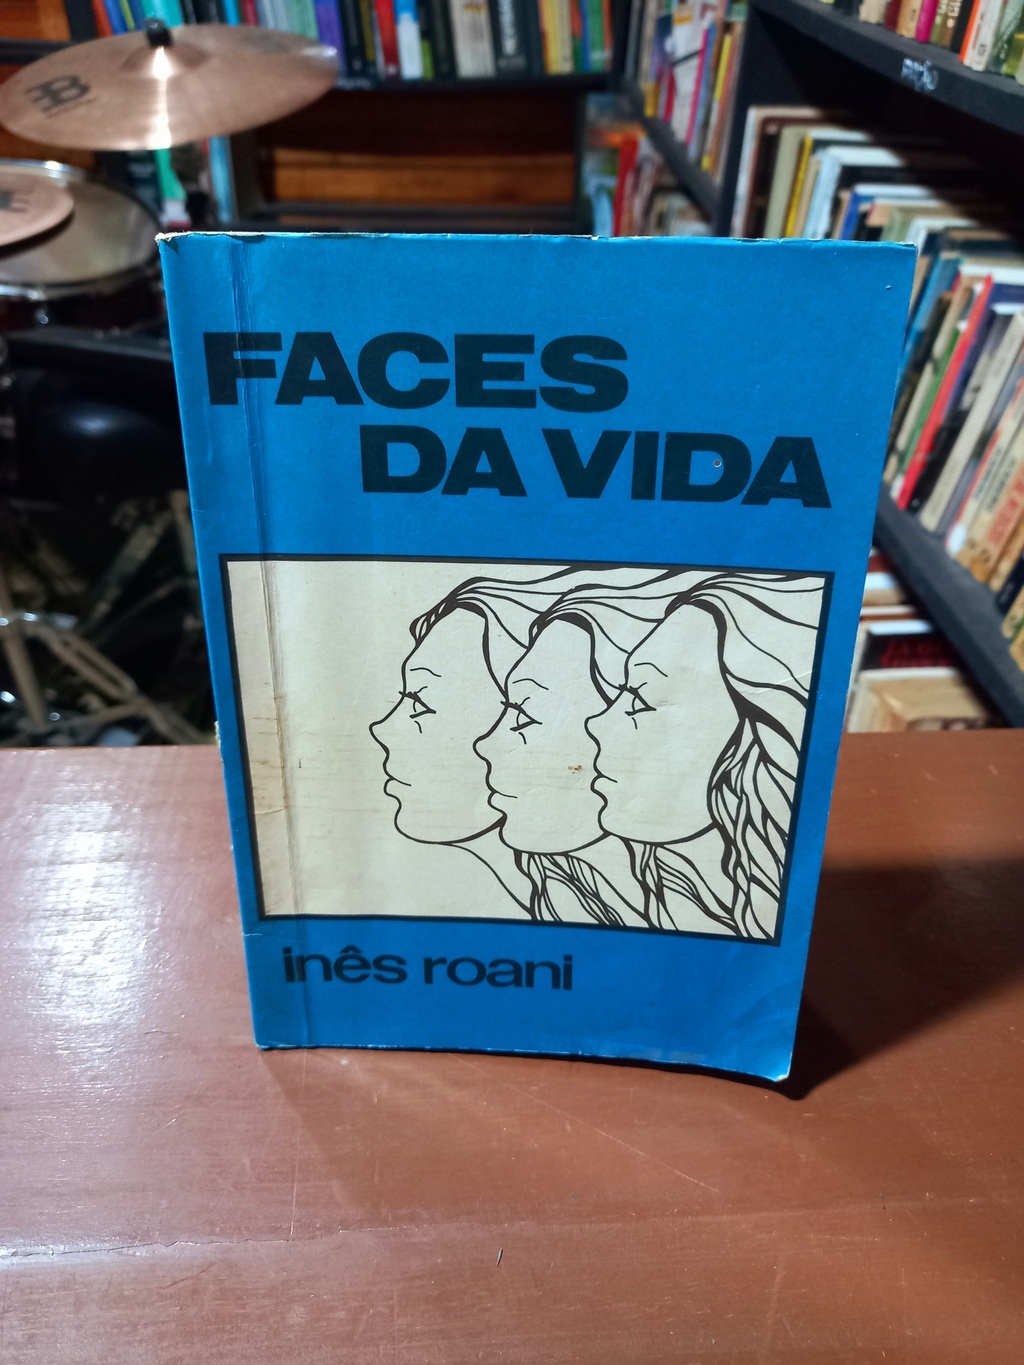 FACES
DA VIDA
inês roani